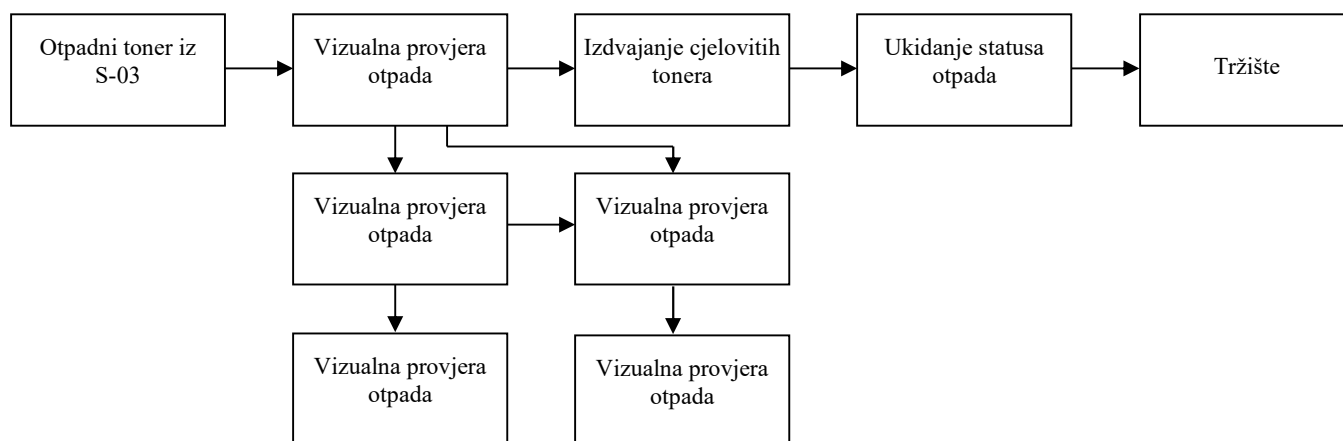 Otpadni toner iz
S-03
Vizualna provjera
otpada
Izdvajanje cjelovitih
tonera
Ukidanje statusa
otpada
Tržište
Vizualna provjera
otpada
Vizualna provjera
otpada
Vizualna provjera
otpada
Vizualna provjera
otpada